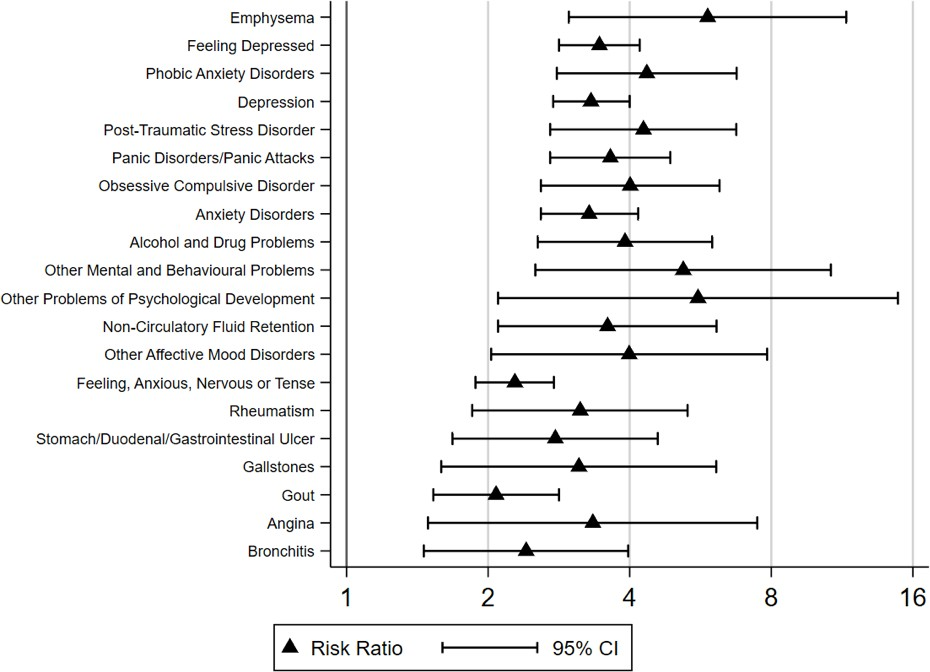 Emphysema
Feeling Depressed
Phobic Anxiety Disorders
Depression
Post-Traumatic Stress Disorder
Panic Disorders/Panic Attacks
Obsessive Compulsive Disorder
Anxiety Disorders
Alcohol and Drug Problems
Other Mental and Behavioural Problems
Other Problems of Psychological Development
Non-Circulatory Fluid Retention
Other Affective Mood Disorders
Feeling, Anxious, Nervous or Tense
Rheumatism
Stomach/Duodenal/Gastrointestinal Ulcer
Gallstones
Gout
Angina
Bronchitis
1 2 4 8 16
Risk Ratio 95% CI